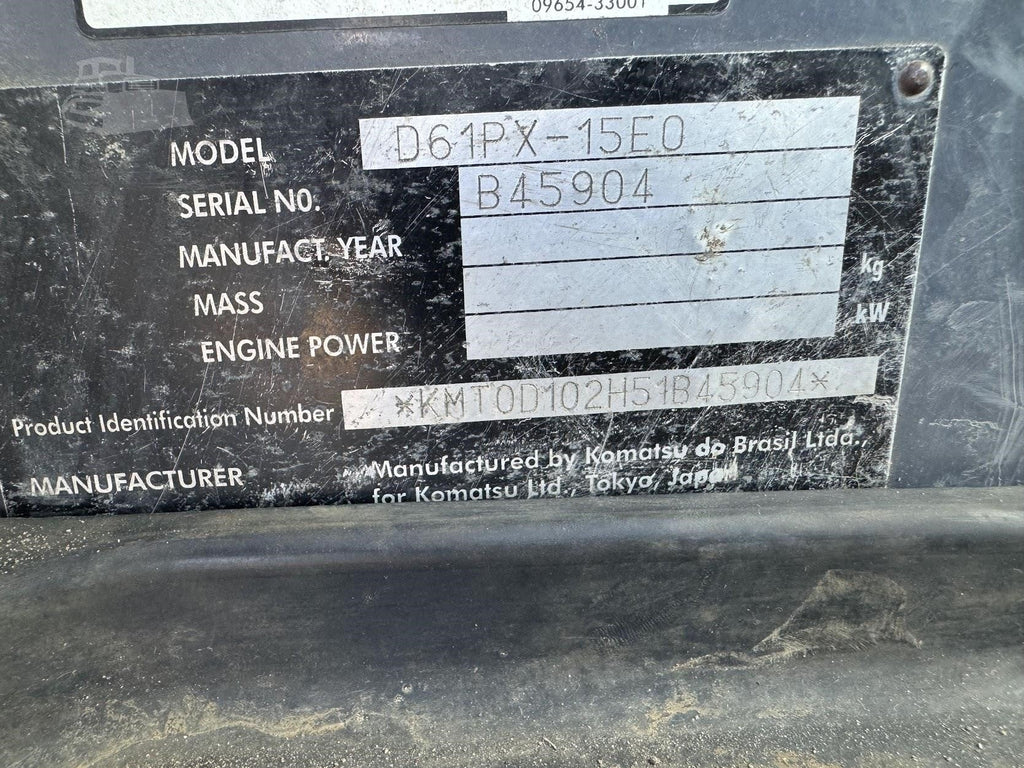 09654-33001
MODEL D61PX-15E0
SERIAL NO. B45904
MANUFACT. YEAR
MASS kg
ENGINE POWER kW
Product Identification Number *KMT0D102H51B45904*
MANUFACTURER Manufactured by Komatsu do Brasil Ltda.,
for Komatsu Ltd., Tokyo, Japan